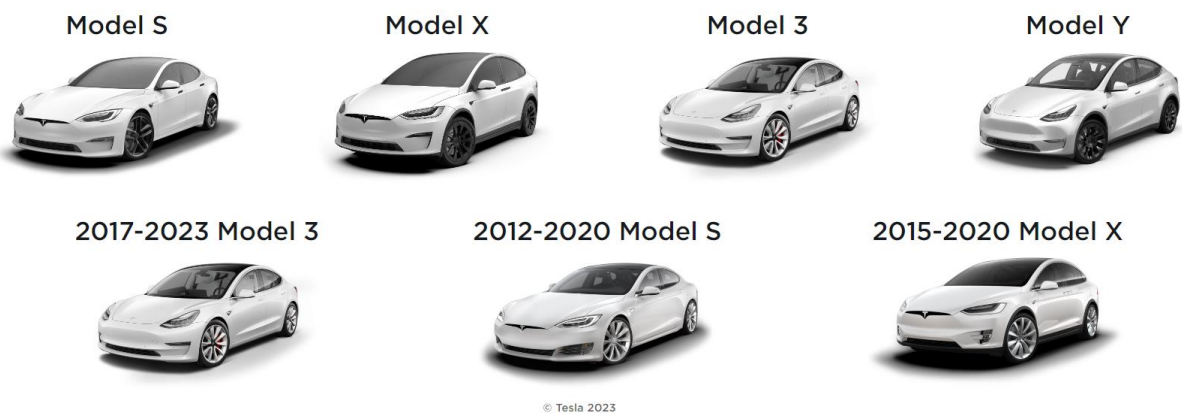 Model S
Model X
Model 3
Model Y
2017-2023 Model 3
2012-2020 Model S
2015-2020 Model X
© Tesla 2023